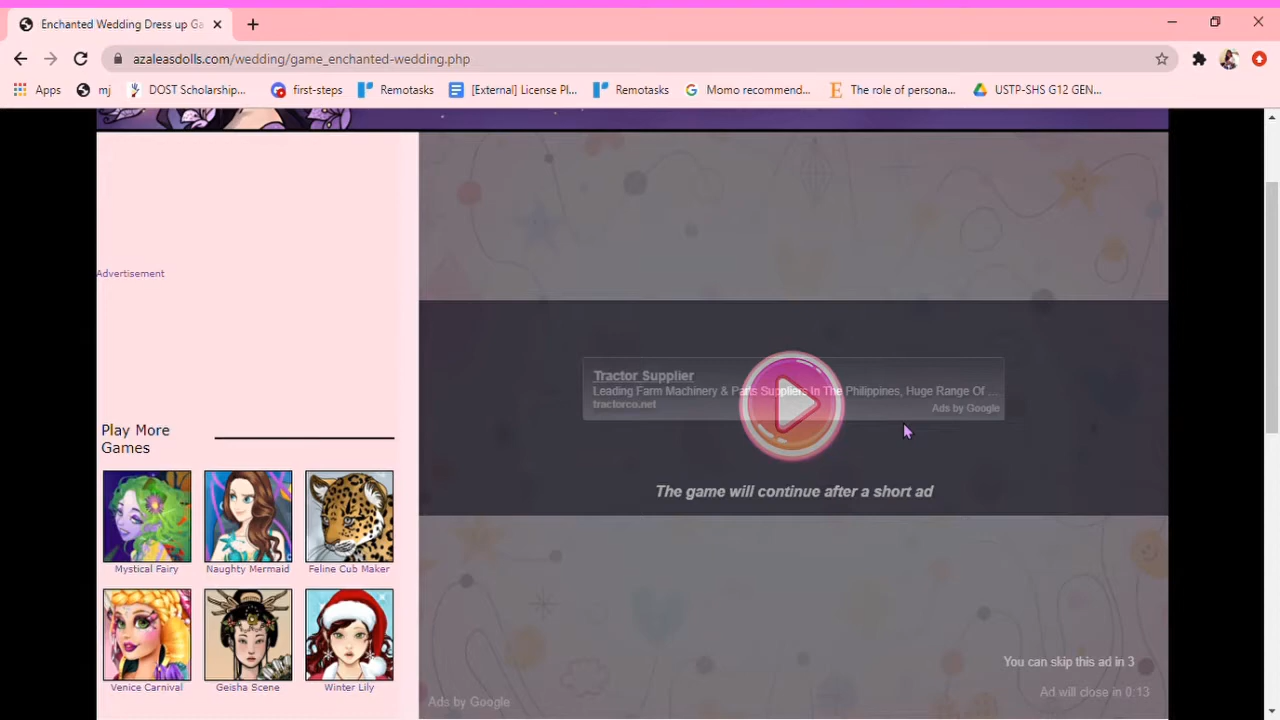 Enchanted Wedding Dress up Ga
azaleasdolls.com/wedding/game_enchanted-wedding.php
Apps
mj
DOST Scholarship...
first-steps
Remotasks
[External] License Pl...
Remotasks
Momo recommend...
The role of persona...
USTP-SHS G12 GEN...
Advertisement
Tractor Supplier
Leading Farm Machinery & Parts Suppliers In The Philippines, Huge Range Of ...
tractorco.net
Ads by Google
Play More
Games
The game will continue after a short ad
Mystical Fairy
Naughty Mermaid
Feline Cub Maker
Venice Carnival
Geisha Scene
Winter Lily
You can skip this ad in 3
Ad will close in 0:13
Ads by Google